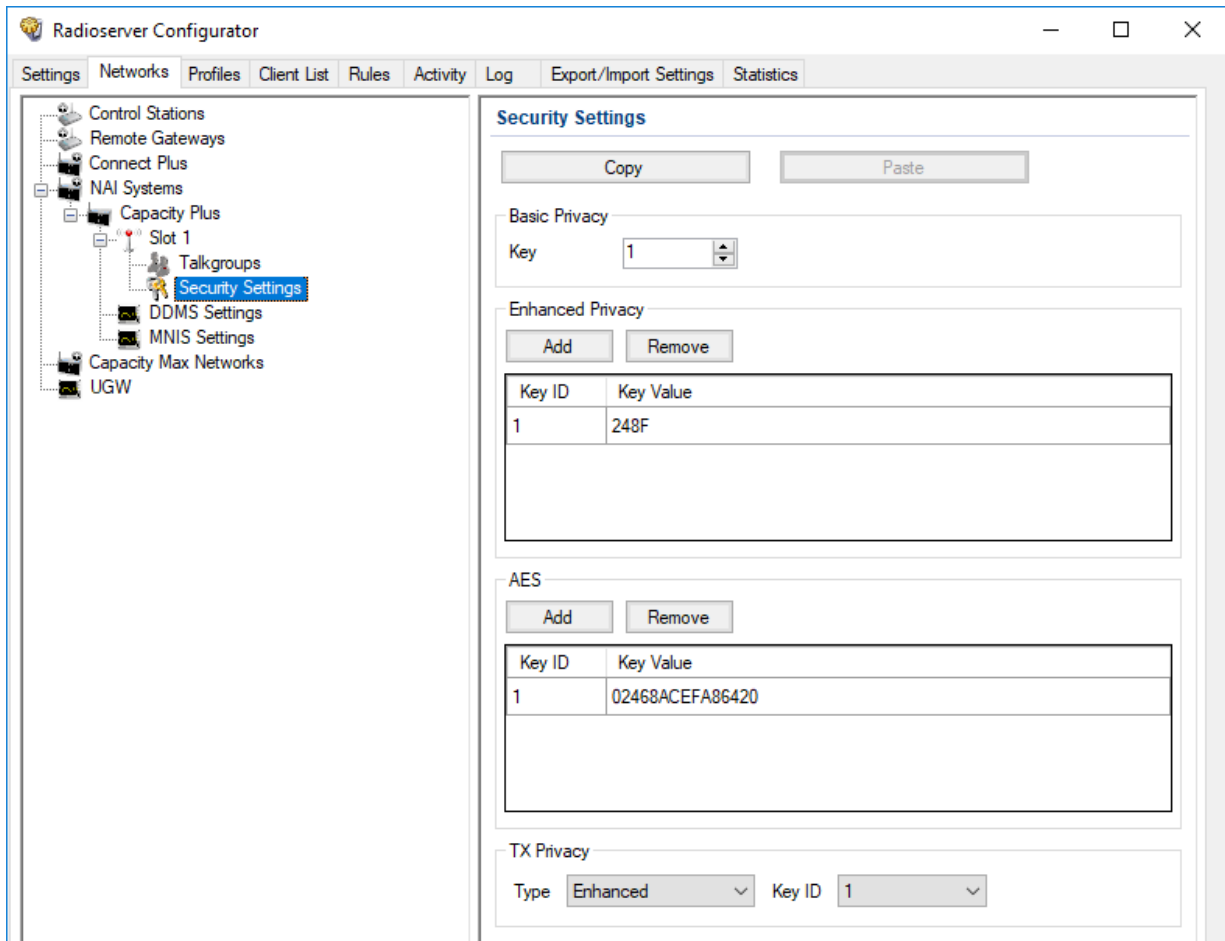 Radioserver Configurator
Settings Networks Profiles Client List Rules Activity Log Export/Import Settings Statistics
Control Stations
Remote Gateways
Connect Plus
NAI Systems
Capacity Plus
Slot 1
Talkgroups
Security Settings
DDMS Settings
MNIS Settings
Capacity Max Networks
UGW
Security Settings
Copy Paste
Basic Privacy
Key 1
Enhanced Privacy
Add Remove
Key ID Key Value
1 248F
AES
Add Remove
Key ID Key Value
1 02468ACEFA86420
TX Privacy
Type Enhanced Key ID 1